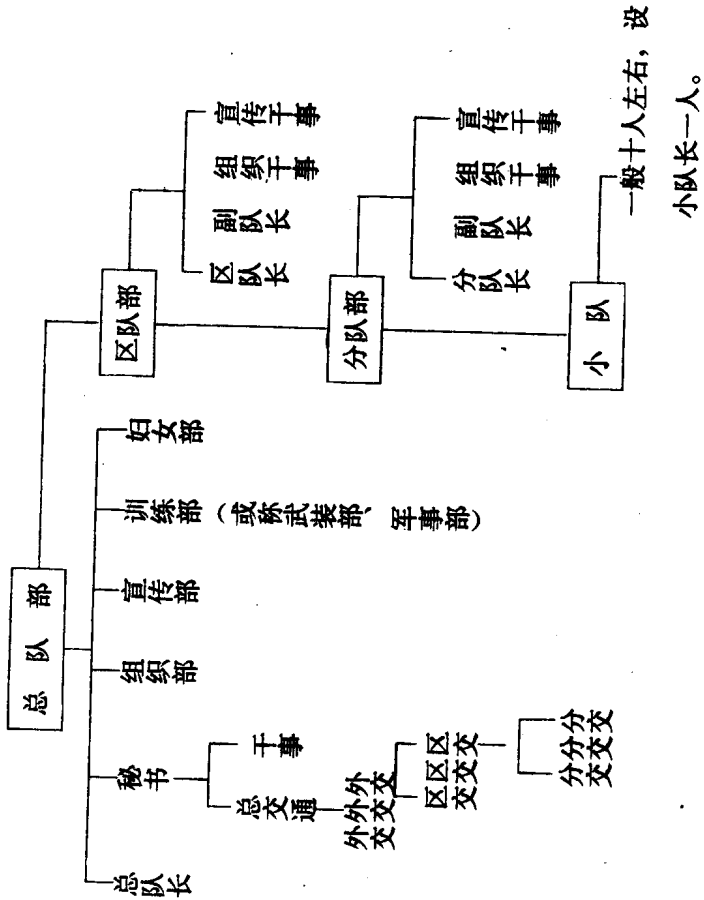 总队部
总队长
秘书
组织部
宣传部
训练部（或称武装部、军事部）
妇女部
区队部
总交通
干事
区队长
副队长
组织干事
宣传干事
外交
外交
外交
分队部
区交
区交
区交
分队长
副队长
组织干事
宣传干事
分交
分交
分交
小队
一般十人左右，设
小队长一人。